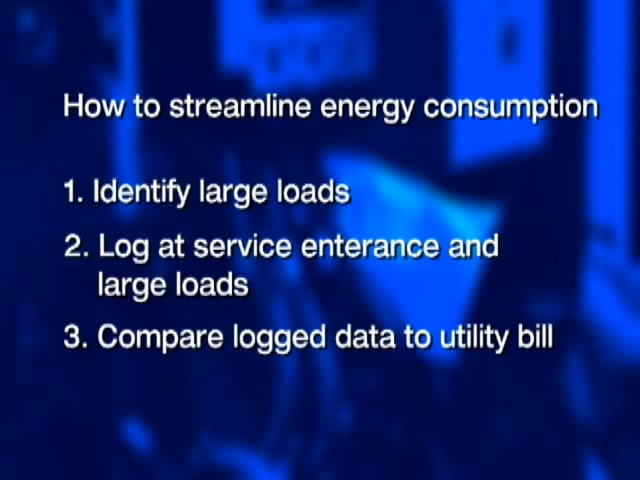 How to streamline energy consumption
1. Identify large loads
2. Log at service enterance and
large loads
3. Compare logged data to utility bill